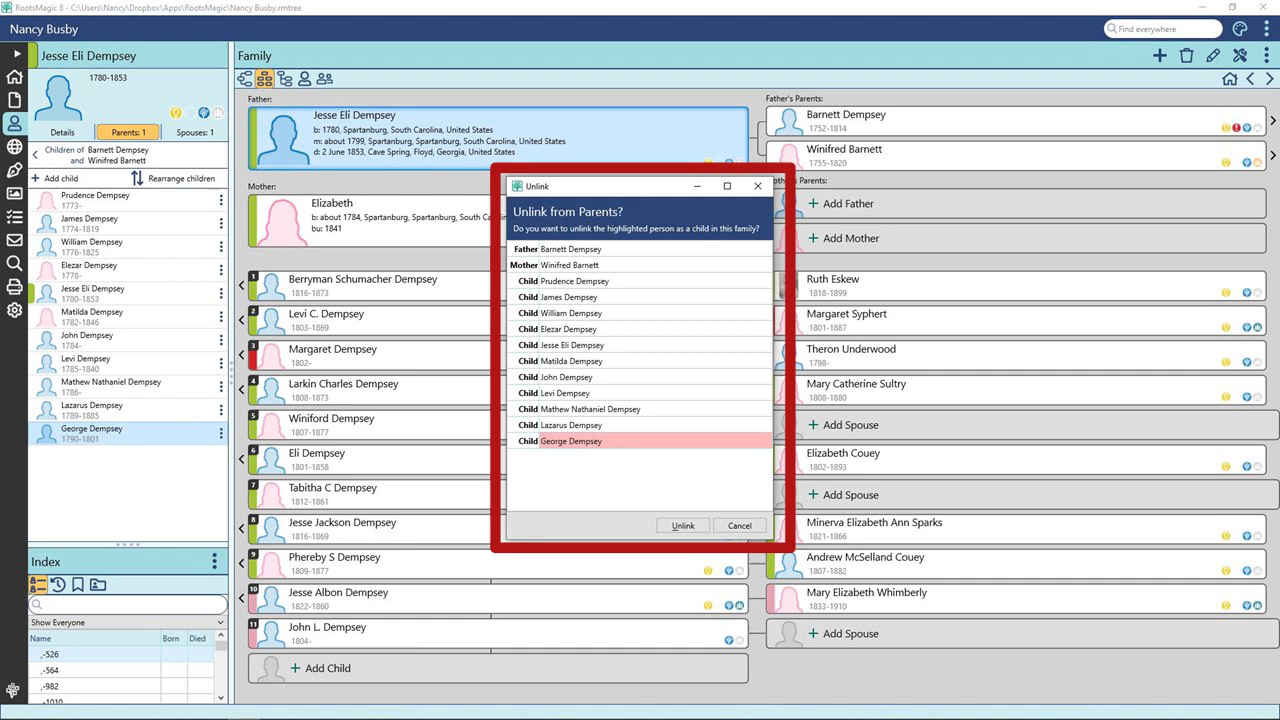 RootsMagic 8 - C:\Users\Nancy\Dropbox\Apps\RootsMagic\Nancy Busby.rmtree
Nancy Busby
Find everywhere
Jesse Eli Dempsey
1780-1853
Details
Parents: 1
Spouses: 1
Children of Barnett Dempsey
and Winifred Barnett
Add child
Rearrange children
Prudence Dempsey
1773-
James Dempsey
1774-1819
William Dempsey
1776-1825
Elezar Dempsey
1778-
Jesse Eli Dempsey
1780-1853
Matilda Dempsey
1782-1846
John Dempsey
1784-
Levi Dempsey
1785-1840
Mathew Nathaniel Dempsey
1786-
Lazarus Dempsey
1789-1885
George Dempsey
1790-1801
Index
Show Everyone
Name Born Died
,-526
,-564
,-982
,-1010
Family
Father:
Jesse Eli Dempsey
b: 1780, Spartanburg, South Carolina, United States
m: about 1799, Spartanburg, Spartanburg, South Carolina, United States
d: 2 June 1853, Cave Spring, Floyd, Georgia, United States
Father's Parents:
Barnett Dempsey
1752-1814
Winifred Barnett
1755-1820
Mother:
Elizabeth
b: about 1784, Spartanburg, Spartanburg, South
bu: 1841
Parents:
Add Father
Add Mother
1
Berryman Schumacher Dempsey
1816-1873
Ruth Eskew
1818-1899
2
Levi C. Dempsey
1803-1869
Margaret Syphert
1801-1887
3
Margaret Dempsey
1802-
Theron Underwood
1798-
4
Larkin Charles Dempsey
1808-1873
Mary Catherine Sultry
1808-1880
5
Winiford Dempsey
1807-1877
Add Spouse
6
Eli Dempsey
1801-1858
Elizabeth Couey
1802-1893
7
Tabitha C Dempsey
1812-1861
Add Spouse
8
Jesse Jackson Dempsey
1816-1869
Minerva Elizabeth Ann Sparks
1821-1866
9
Phereby S Dempsey
1809-1877
Andrew McSelland Couey
1807-1882
10
Jesse Albon Dempsey
1822-1860
Mary Elizabeth Whimberly
1833-1910
11
John L. Dempsey
1804-
Add Spouse
Add Child
Unlink
Unlink from Parents?
Do you want to unlink the highlighted person as a child in this family?
Father Barnett Dempsey
Mother Winifred Barnett
Child Prudence Dempsey
Child James Dempsey
Child William Dempsey
Child Elezar Dempsey
Child Jesse Eli Dempsey
Child Matilda Dempsey
Child John Dempsey
Child Levi Dempsey
Child Mathew Nathaniel Dempsey
Child Lazarus Dempsey
Child George Dempsey
Unlink
Cancel